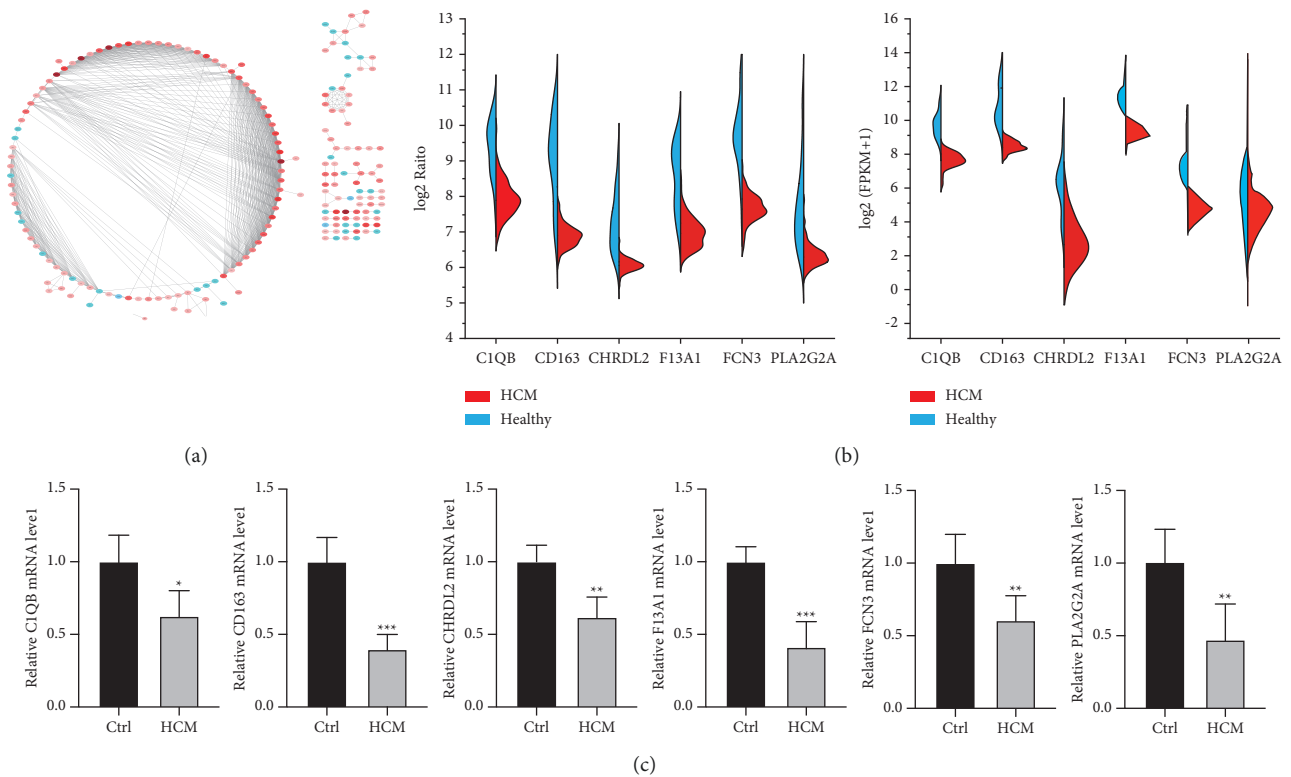 13
12
11
10
9
8
7
6
5
4
log2 Raito
C1QB
CD163
CHRDL2
F13A1
FCN3
PLA2G2A
HCM
Healthy
16
14
12
10
8
6
4
2
0
-2
log2 (FPKM+1)
C1QB
CD163
CHRDL2
F13A1
FCN3
PLA2G2A
HCM
Healthy
(a)
(b)
Relative C1QB mRNA level
1.5
1.0
0.5
0.0
*
Ctrl
HCM
Relative CD163 mRNA level
1.5
1.0
0.5
0.0
***
Ctrl
HCM
Relative CHRDL2 mRNA level
1.5
1.0
0.5
0.0
**
Ctrl
HCM
Relative F13A1 mRNA level
1.5
1.0
0.5
0.0
***
Ctrl
HCM
Relative FCN3 mRNA level
1.5
1.0
0.5
0.0
**
Ctrl
HCM
Relative PLA2G2A mRNA level
1.5
1.0
0.5
0.0
**
Ctrl
HCM
(c)